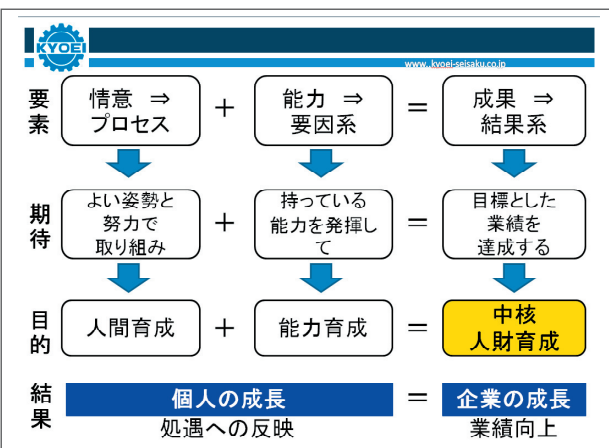 KYOEI
www..kyoei-seisaku.co.jp
要素
情意 ⇒
プロセス
+
能力 ⇒
要因系
=
成果 ⇒
結果系
期待
よい姿勢と
努力で
取り組み
+
持っている
能力を発揮し
て
=
目標とした
業績を
達成する
目的
人間育成
+
能力育成
=
中核
人財育成
結果
個人の成長
=
企業の成長
処遇への反映
業績向上